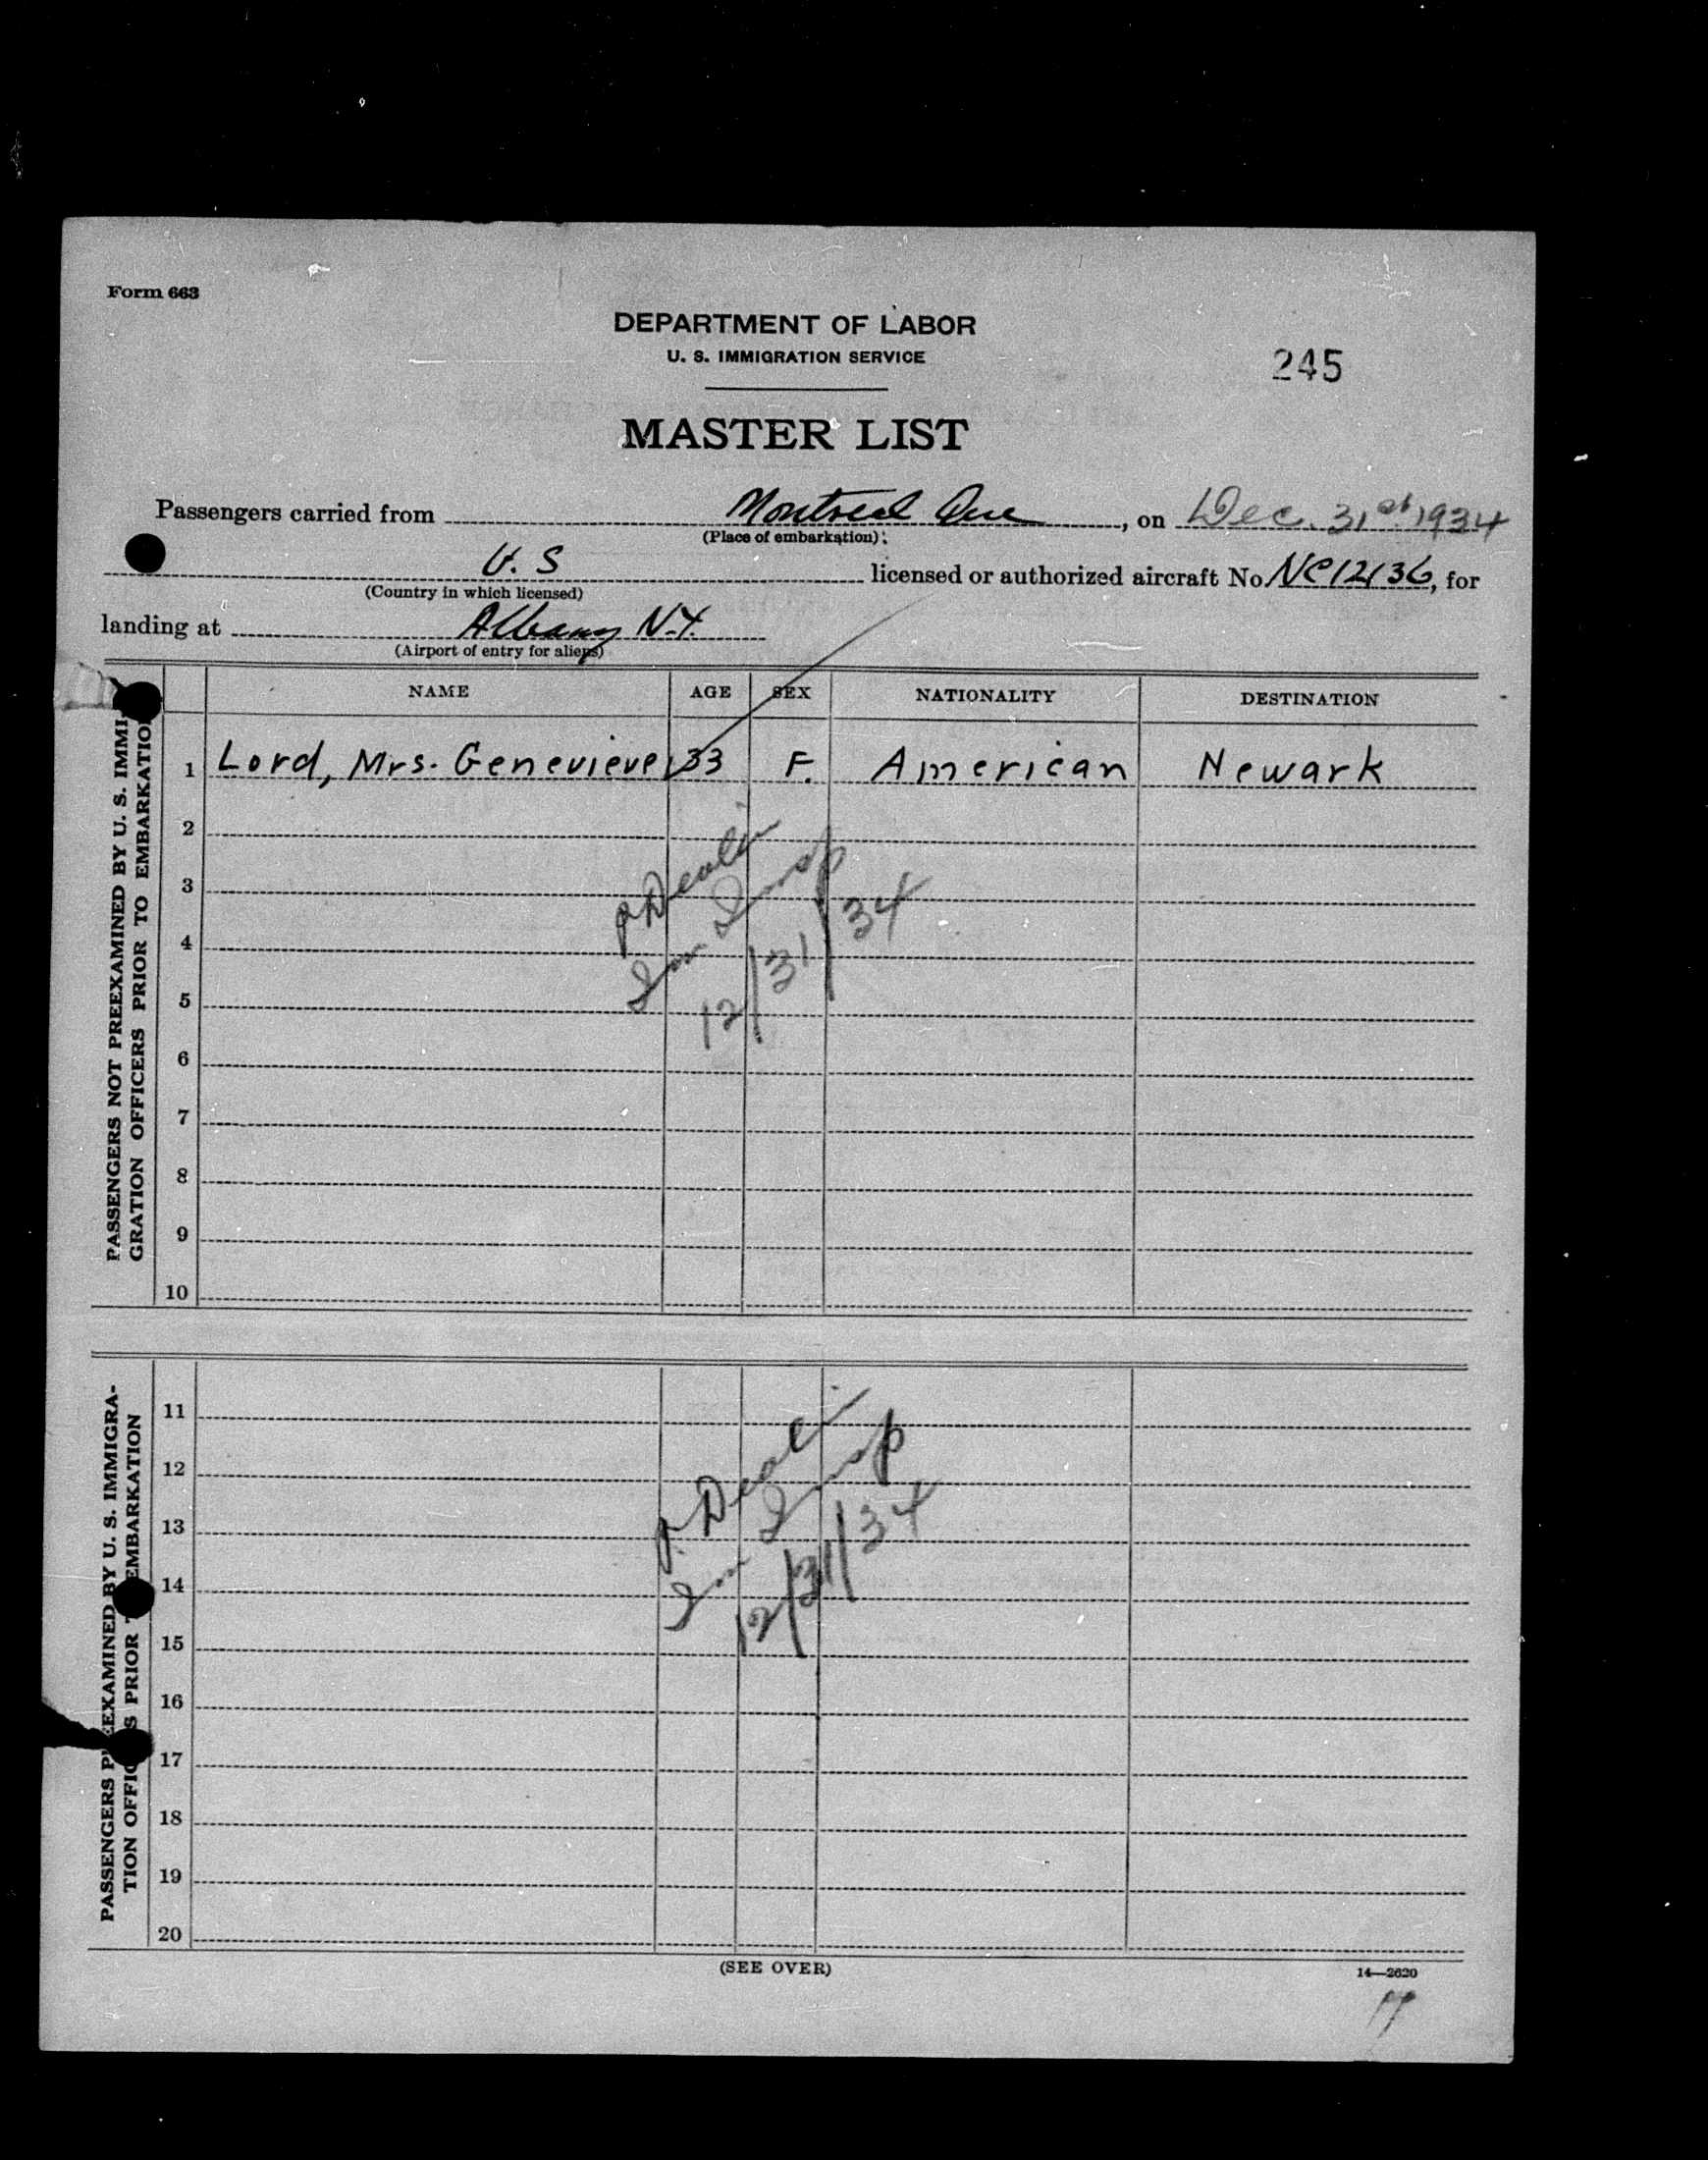 Form 663
DEPARTMENT OF LABOR
U. S. IMMIGRATION SERVICE
245
MASTER LIST
Passengers carried from Montreal Que, on Dec. 31st 1934
(Place of embarkation)
U. S licensed or authorized aircraft No. NC12136, for
(Country in which licensed)
landing at Albany N.Y.
(Airport of entry for aliens)
NAME AGE SEX NATIONALITY DESTINATION
PASSENGERS NOT PREEXAMINED BY U. S. IMMI-
GRATION OFFICERS PRIOR TO EMBARKATION
1 Lord, Mrs. Genevieve 33 F. American Newark
2
3
4
5
6
7
8
9
10
Imm Insp
12/31/34
PASSENGERS PREEXAMINED BY U. S. IMMIGRA-
TION OFFICERS PRIOR TO EMBARKATION
11
12
13
14
15
16
17
18
19
20
Imm Insp
12/31/34
(SEE OVER)
14—2620